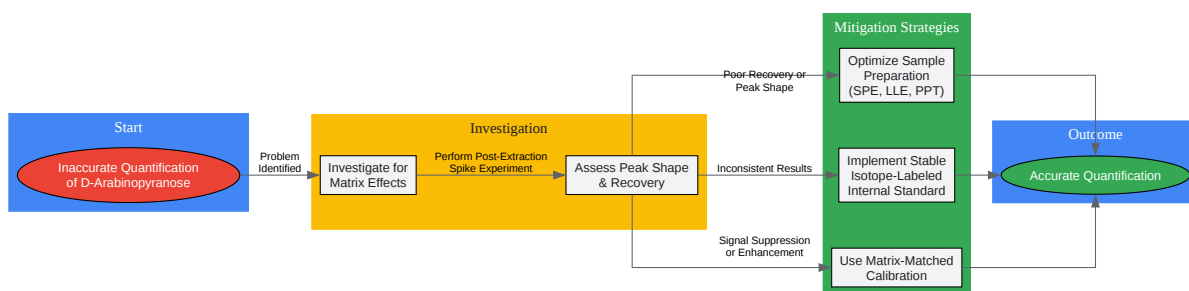 Start
Inaccurate Quantification
of D-Arabinopyranose
Problem
Identified
Investigation
Investigate for
Matrix Effects
Perform Post-Extraction
Spike Experiment
Assess Peak Shape
& Recovery
Poor Recovery or
Peak Shape
Inconsistent Results
Signal Suppression
or Enhancement
Mitigation Strategies
Optimize Sample
Preparation
(SPE, LLE, PPT)
Implement Stable
Isotope-Labeled
Internal Standard
Use Matrix-Matched
Calibration
Outcome
Accurate Quantification